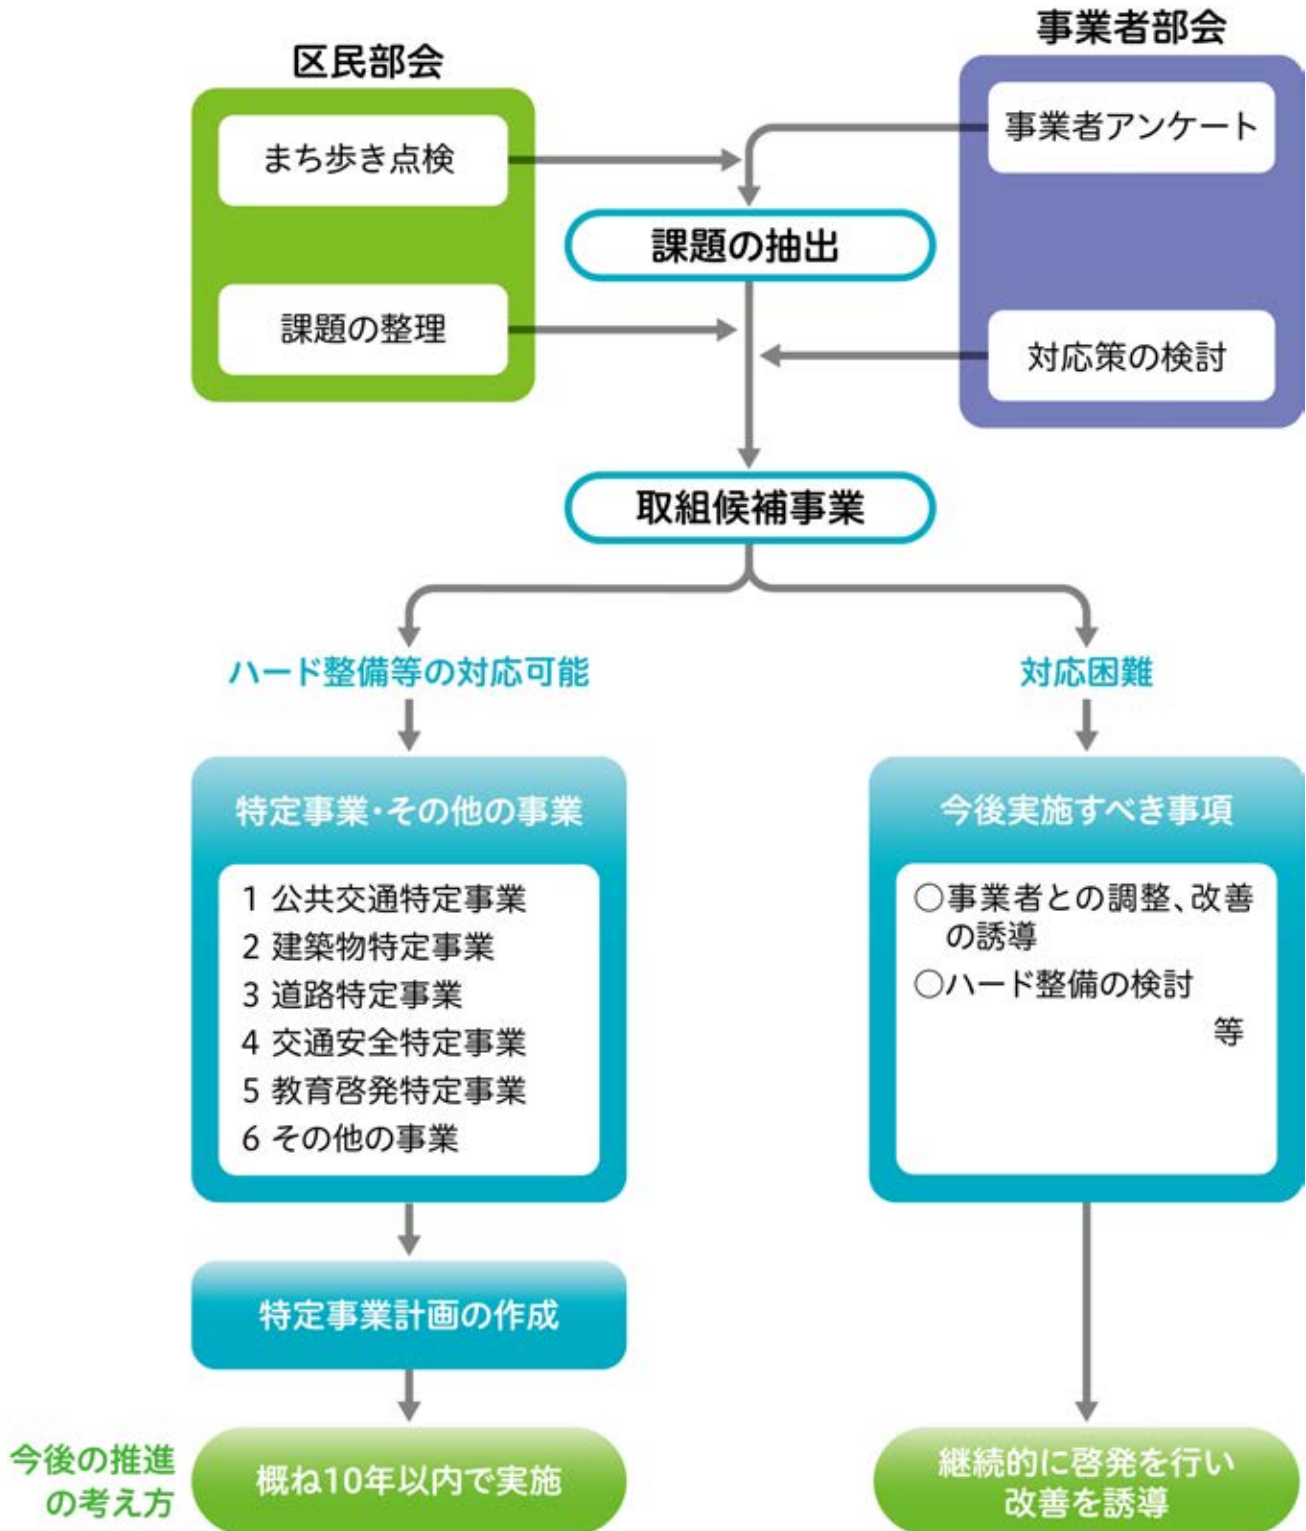 区民部会
事業者部会
まち歩き点検
事業者アンケート
課題の抽出
課題の整理
対応策の検討
取組候補事業
ハード整備等の対応可能
対応困難
特定事業・その他の事業
1 公共交通特定事業
2 建築物特定事業
3 道路特定事業
4 交通安全特定事業
5 教育啓発特定事業
6 その他の事業
今後実施すべき事項
○事業者との調整、改善
の誘導
○ハード整備の検討
等
特定事業計画の作成
今後の推進
の考え方
概ね10年以内で実施
継続的に啓発を行い
改善を誘導